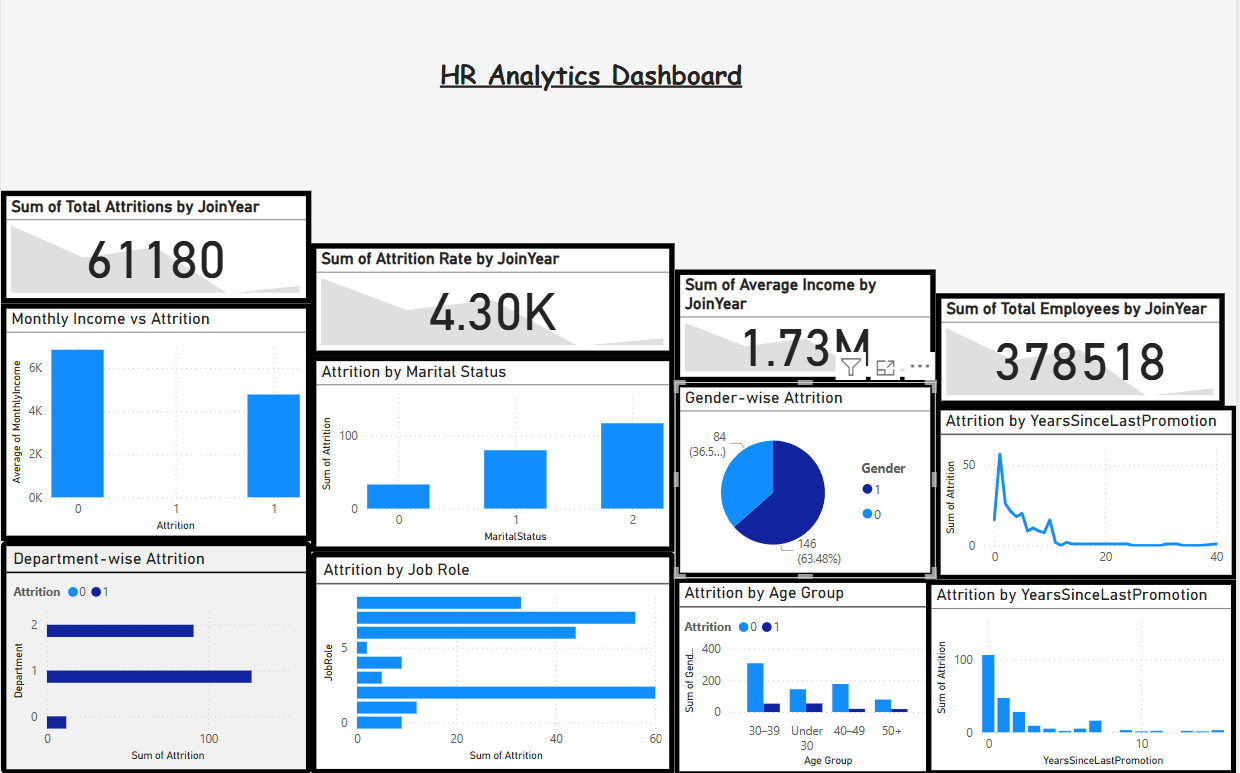 HR Analytics Dashboard
Sum of Total Attritions by JoinYear
61180
Sum of Attrition Rate by JoinYear
4.30K
Sum of Average Income by
JoinYear
1.73M
Sum of Total Employees by JoinYear
378518
Monthly Income vs Attrition
Average of MonthlyIncome
6K
4K
2K
0K
0 1 1
Attrition
Attrition by Marital Status
Sum of Attrition
100
0
0 1 2
MaritalStatus
Gender-wise Attrition
84
(36.5...)
146
(63.48%)
Gender
1
0
Attrition by YearsSinceLastPromotion
Sum of Attrition
50
0
0 20 40
Department-wise Attrition
Attrition 0 1
Department
2
1
0
0 100
Sum of Attrition
Attrition by Job Role
JobRole
5
0
0 20 40 60
Sum of Attrition
Attrition by Age Group
Attrition 0 1
Sum of Gend...
400
200
0
30–39 Under 40–49 50+
30
Age Group
Attrition by YearsSinceLastPromotion
Sum of Attrition
100
0
0 10
YearsSinceLastPromotion